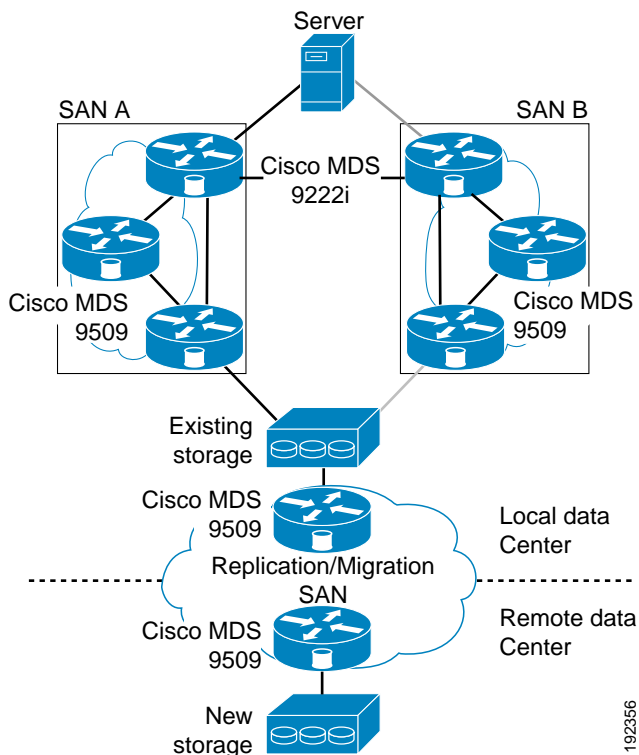 Server
SAN A
SAN B
Cisco MDS
9222i
Cisco MDS
9509
Cisco MDS
9509
Existing
storage
Cisco MDS
9509
Local data
Center
Replication/Migration
SAN
Remote data
Center
Cisco MDS
9509
New
storage
192356